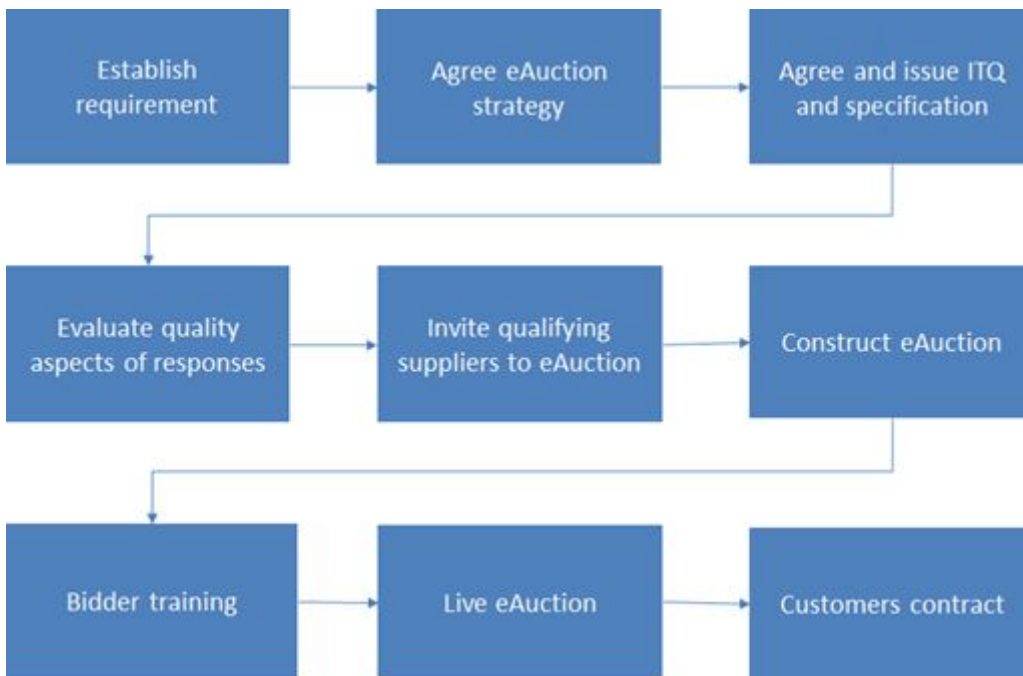 Establish
requirement
Agree eAuction
strategy
Agree and issue ITQ
and specification
Evaluate quality
aspects of responses
Invite qualifying
suppliers to eAuction
Construct eAuction
Bidder training
Live eAuction
Customers contract